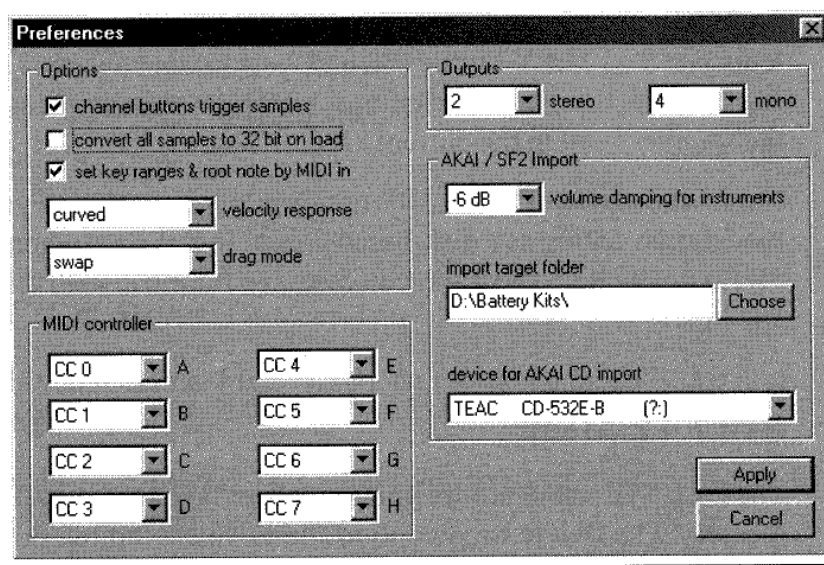 Preferences
Options
channel buttons trigger samples
convert all samples to 32 bit on load
set key ranges & root note by MIDI in
curved velocity response
swap drag mode
MIDI controller
CC 0 A CC 4 E
CC 1 B CC 5 F
CC 2 C CC 6 G
CC 3 D CC 7 H
Outputs
2 stereo 4 mono
AKAI / SF2 Import
-6 dB volume damping for instruments
import target folder
D:\Battery Kits\ Choose
device for AKAI CD import
TEAC CD-532E-B (?:)
Apply
Cancel